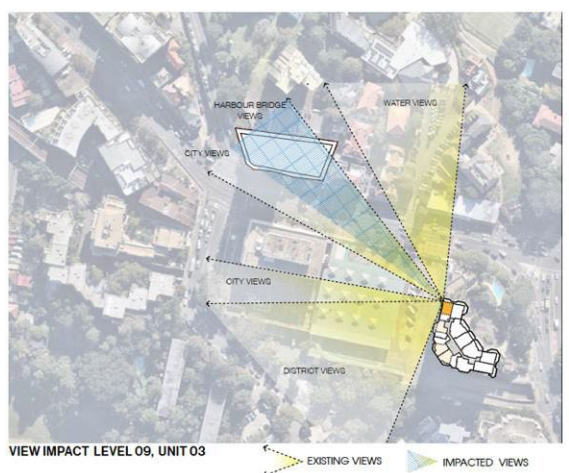 HARBOUR BRIDGE
VIEWS
WATER VIEWS
CITY VIEWS
CITY VIEWS
DISTRICT VIEWS
VIEW IMPACT LEVEL 09, UNIT 03
EXISTING VIEWS
IMPACTED VIEWS